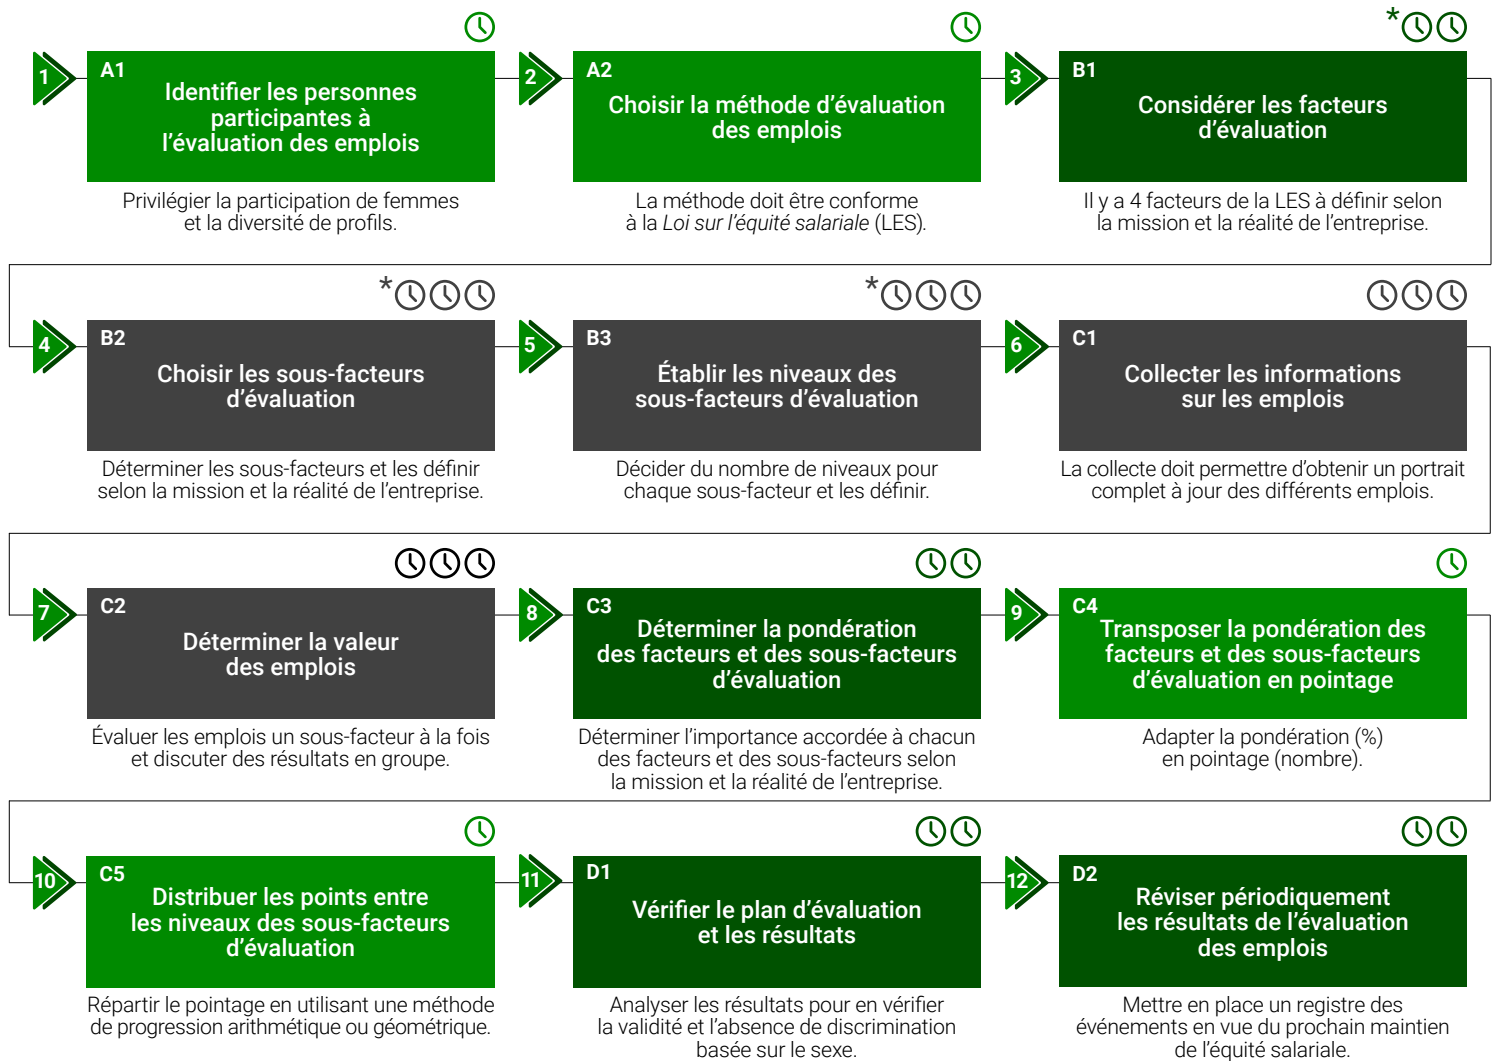 1
A1
Identifier les personnes
participantes à
l'évaluation des emplois
Privilégier la participation de femmes
et la diversité de profils.
2
A2
Choisir la méthode d'évaluation
des emplois
La méthode doit être conforme
à la Loi sur l'équité salariale (LES).
*
3
B1
Considérer les facteurs
d'évaluation
Il y a 4 facteurs de la LES à définir selon
la mission et la réalité de l'entreprise.
*
4
B2
Choisir les sous-facteurs
d'évaluation
Déterminer les sous-facteurs et les définir
selon la mission et la réalité de l'entreprise.
*
5
B3
Établir les niveaux des
sous-facteurs d'évaluation
Décider du nombre de niveaux pour
chaque sous-facteur et les définir.
6
C1
Collecter les informations
sur les emplois
La collecte doit permettre d'obtenir un portrait
complet à jour des différents emplois.
7
C2
Déterminer la valeur
des emplois
Évaluer les emplois un sous-facteur à la fois
et discuter des résultats en groupe.
8
C3
Déterminer la pondération
des facteurs et des sous-facteurs
d'évaluation
Déterminer l'importance accordée à chacun
des facteurs et des sous-facteurs selon
la mission et la réalité de l'entreprise.
9
C4
Transposer la pondération des
facteurs et des sous-facteurs
d'évaluation en pointage
Adapter la pondération (%)
en pointage (nombre).
10
C5
Distribuer les points entre
les niveaux des sous-facteurs
d'évaluation
Répartir le pointage en utilisant une méthode
de progression arithmétique ou géométrique.
11
D1
Vérifier le plan d'évaluation
et les résultats
Analyser les résultats pour en vérifier
la validité et l'absence de discrimination
basée sur le sexe.
12
D2
Réviser périodiquement
les résultats de l'évaluation
des emplois
Mettre en place un registre des
événements en vue du prochain maintien
de l'équité salariale.